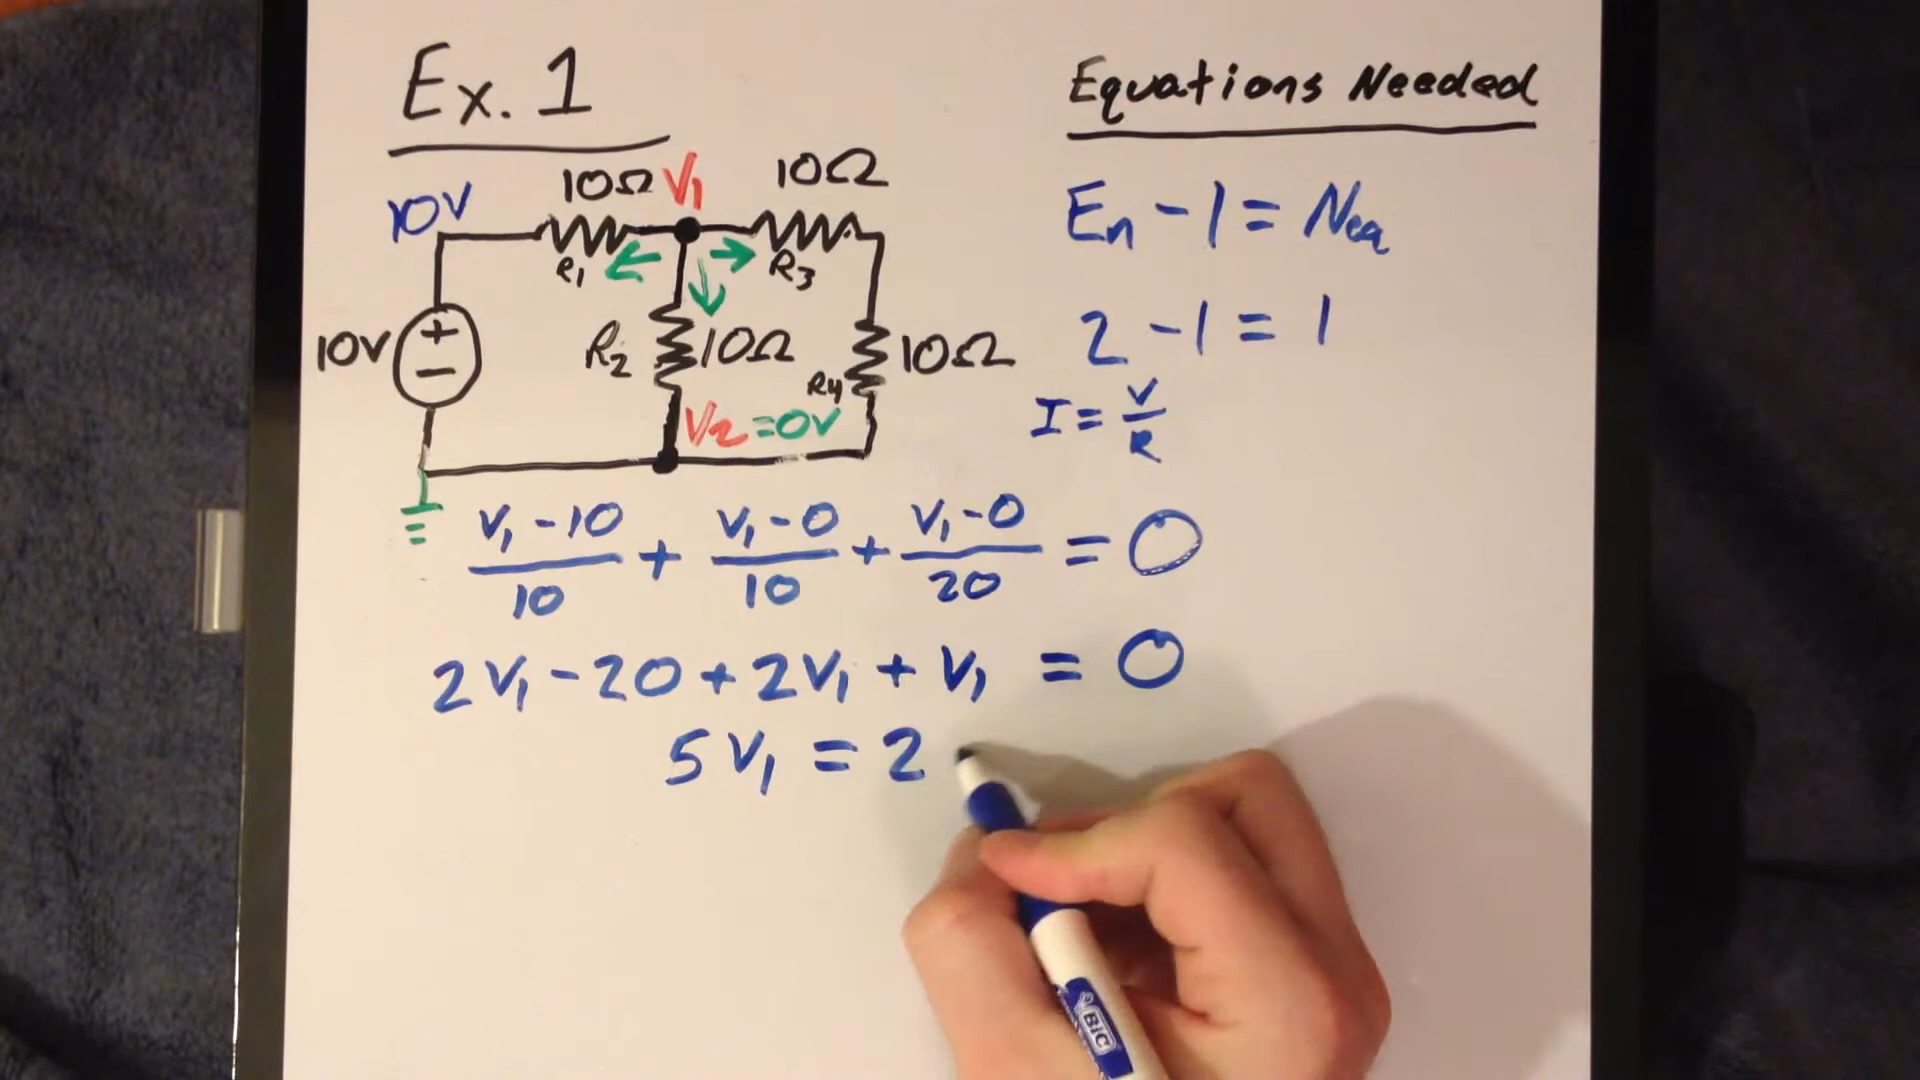 Ex. 1
Equations Needed
10V
10Ω
V1
10Ω
R1
R3
10V
+
−
R2
10Ω
R4
10Ω
V2 = 0V
En - 1 = Neq
2 - 1 = 1
I = V/R
(V1 - 10)/10 + (V1 - 0)/10 + (V1 - 0)/20 = 0
2V1 - 20 + 2V1 + V1 = 0
5V1 = 2
BIC